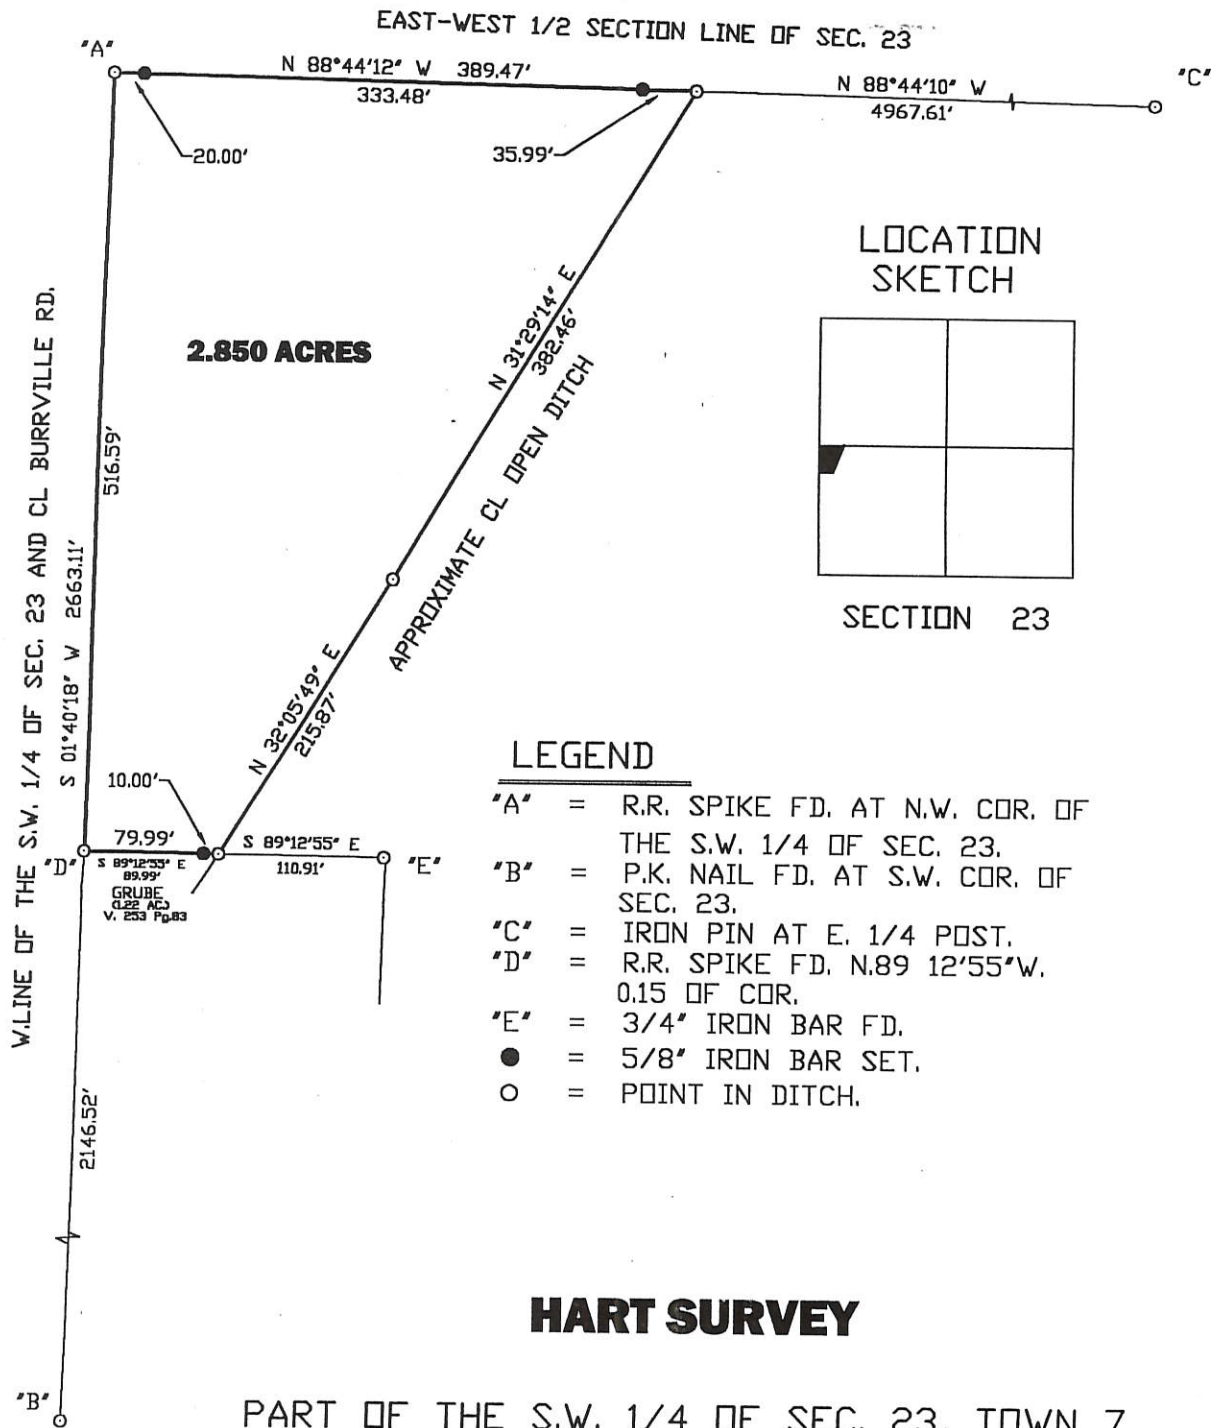 EAST-WEST 1/2 SECTION LINE OF SEC. 23
"A"
N 88°44'12" W 389.47'
333.48'
N 88°44'10" W
4967.61'
"C"
20.00'
35.99'
LOCATION
SKETCH
SECTION 23
2.850 ACRES
N 31°29'14" E
382.46'
APPROXIMATE CL OPEN DITCH
N 32°05'49" E
215.87'
W.LINE OF THE S.W. 1/4 OF SEC. 23 AND CL BURRVILLE RD.
S 01°40'18" W 2663.11'
516.59'
10.00'
79.99'
"D"
S 89°12'55" E
89.99'
GRUBE
(1.22 AC.)
V. 253 Pg.83
S 89°12'55" E
110.91'
"E"
2146.52'
"B"
LEGEND
"A" = R.R. SPIKE FD. AT N.W. COR. OF
THE S.W. 1/4 OF SEC. 23.
"B" = P.K. NAIL FD. AT S.W. COR. OF
SEC. 23.
"C" = IRON PIN AT E. 1/4 POST.
"D" = R.R. SPIKE FD. N.89 12'55"W.
0.15 OF COR.
"E" = 3/4" IRON BAR FD.
● = 5/8" IRON BAR SET.
○ = POINT IN DITCH.
HART SURVEY
PART OF THE S.W. 1/4 OF SEC. 23, TOWN 7